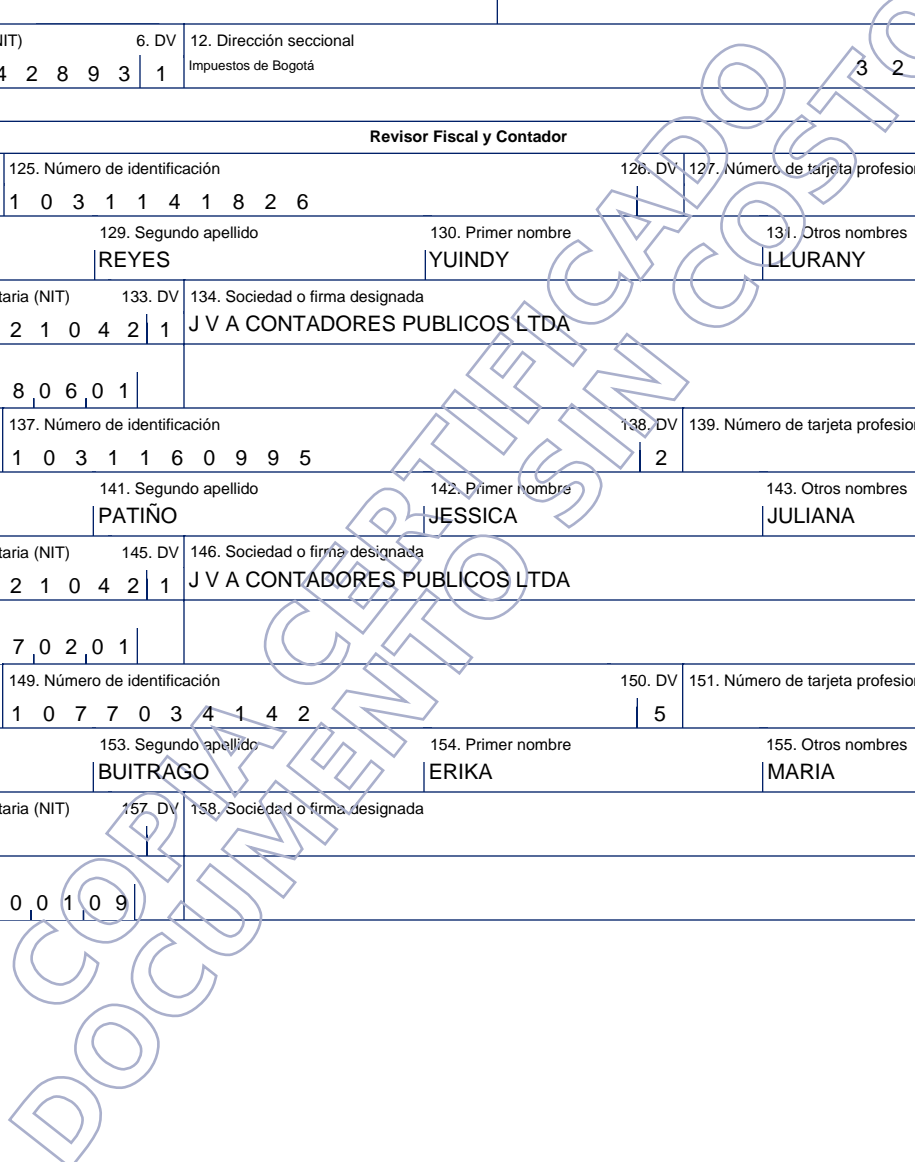 IIT) 6. DV 12. Dirección seccional
4 2 8 9 3 1 Impuestos de Bogotá 3 2
Revisor Fiscal y Contador
125. Número de identificación 126. DV 127. Número de tarjeta profesion
1 0 3 1 1 4 1 8 2 6
129. Segundo apellido 130. Primer nombre 131. Otros nombres
REYES YUINDY LLURANY
taria (NIT) 133. DV 134. Sociedad o firma designada
2 1 0 4 2 1 J V A CONTADORES PUBLICOS LTDA
8 0 6 0 1
137. Número de identificación 138. DV 139. Número de tarjeta profesion
1 0 3 1 1 6 0 9 9 5 2
141. Segundo apellido 142. Primer nombre 143. Otros nombres
PATIÑO JESSICA JULIANA
taria (NIT) 145. DV 146. Sociedad o firma designada
2 1 0 4 2 1 J V A CONTADORES PUBLICOS LTDA
7 0 2 0 1
149. Número de identificación 150. DV 151. Número de tarjeta profesion
1 0 7 7 0 3 4 1 4 2 5
153. Segundo apellido 154. Primer nombre 155. Otros nombres
BUITRAGO ERIKA MARIA
taria (NIT) 157. DV 158. Sociedad o firma designada
0 0 1 0 9
COPIA CERTIFICADO
DOCUMENTO SIN COSTO